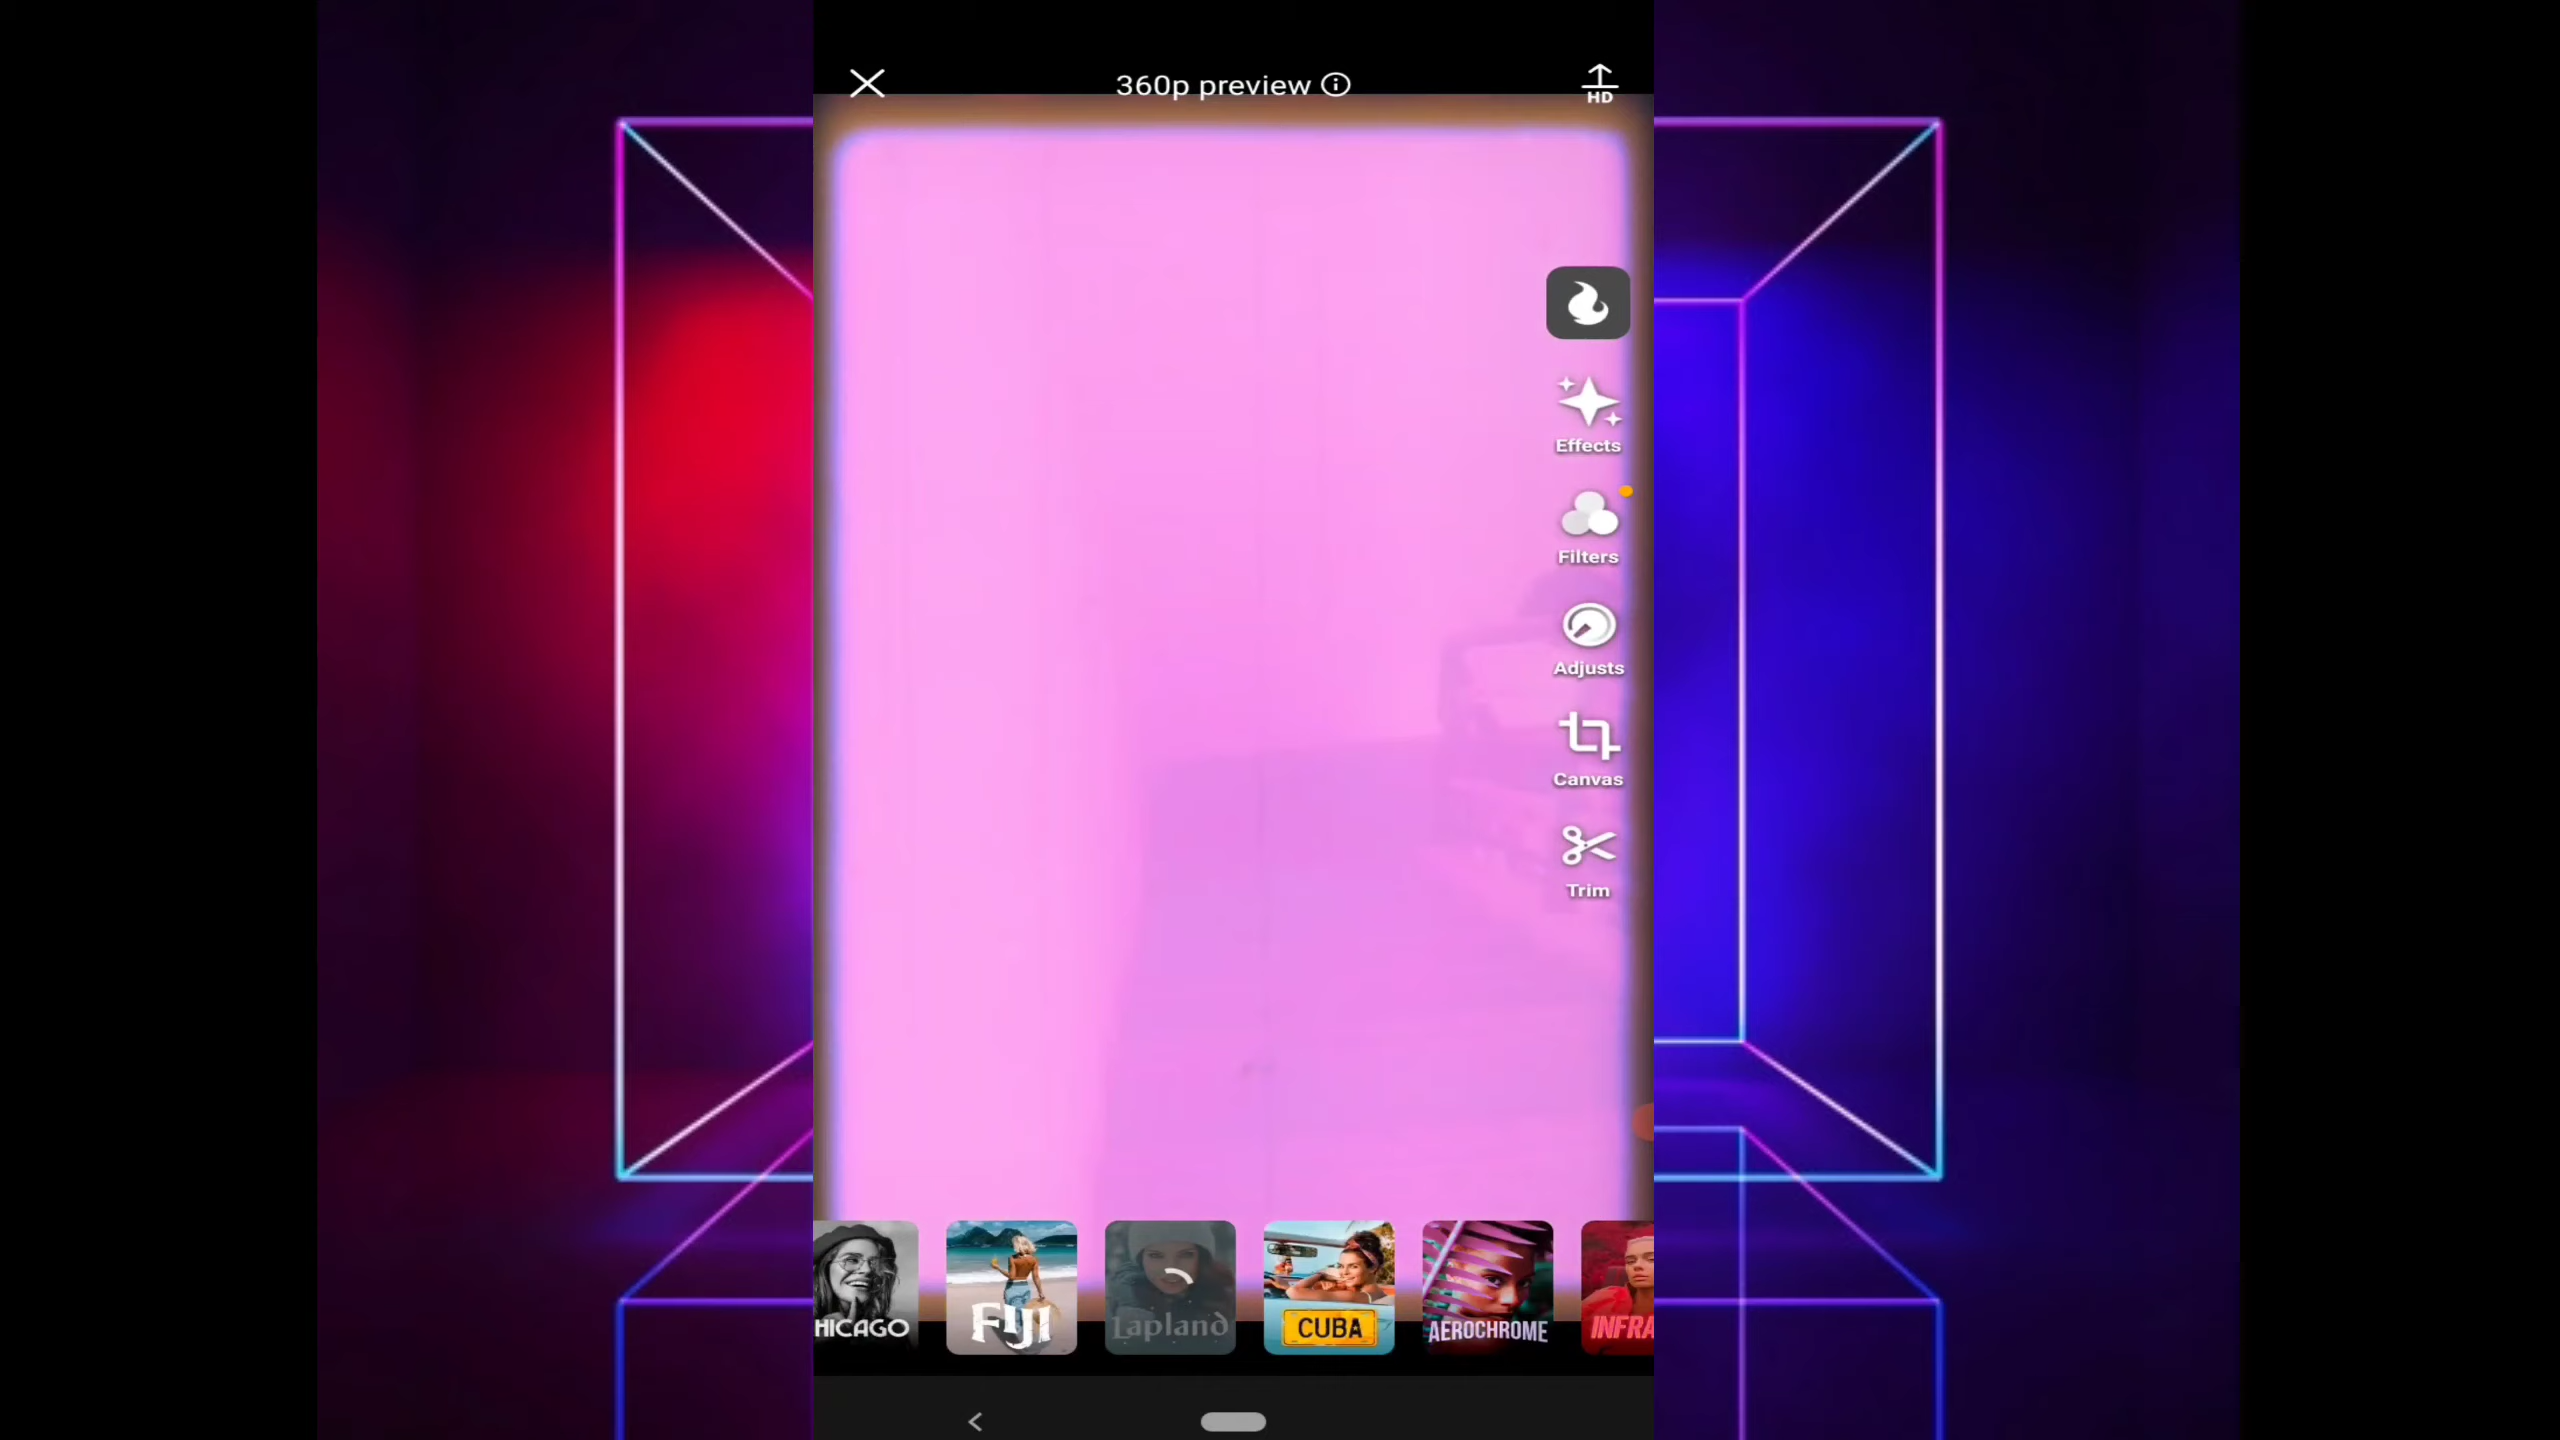 360p preview
HD
Effects
Filters
Adjusts
Canvas
Trim
HICAGO
FIJI
Lapland
CUBA
AEROCHROME
INFRA